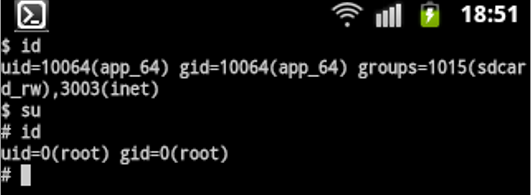 18:51
$ id
uid=10064(app_64) gid=10064(app_64) groups=1015(sdcar
d_rw),3003(inet)
$ su
# id
uid=0(root) gid=0(root)
#